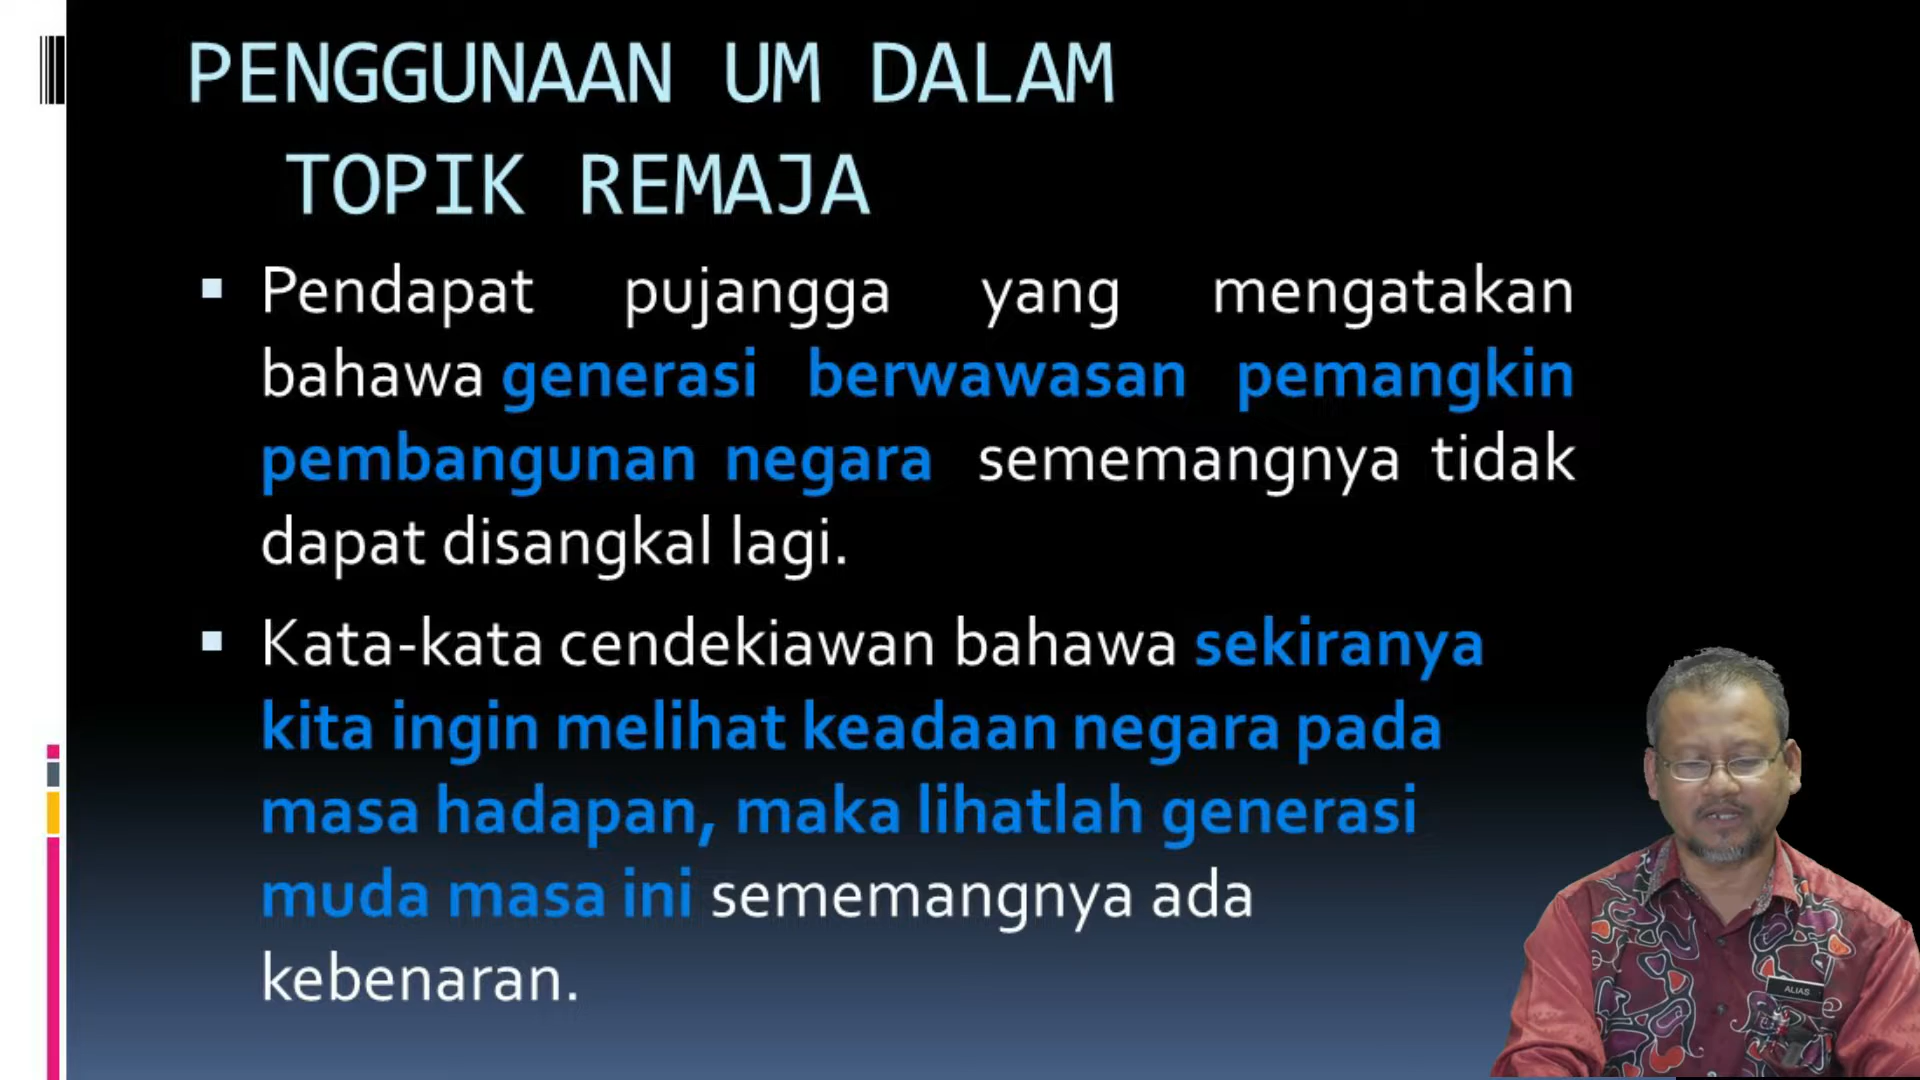 PENGGUNAAN UM DALAM
TOPIK REMAJA
▪ Pendapat pujangga yang mengatakan
bahawa generasi berwawasan pemangkin
pembangunan negara sememangnya tidak
dapat disangkal lagi.
▪ Kata-kata cendekiawan bahawa sekiranya
kita ingin melihat keadaan negara pada
masa hadapan, maka lihatlah generasi
muda masa ini sememangnya ada
kebenaran.
ALIAS